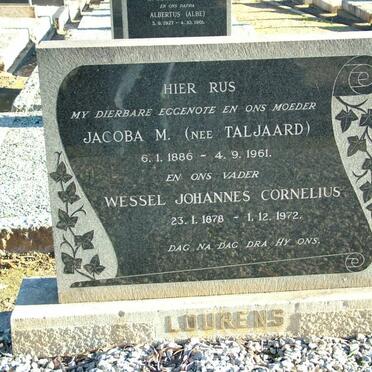 EN ONS PAPPA
ALBERTUS (ALBE)
HIER RUS
MY DIERBARE EGGENOTE EN ONS MOEDER
JACOBA M. (NEE TALJAARD)
6.1.1886 - 4.9.1961.
EN ONS VADER
WESSEL JOHANNES CORNELIUS
23.1.1878 - 1.12.1972.
DAG NA DAG DRA HY ONS.
LOURENS